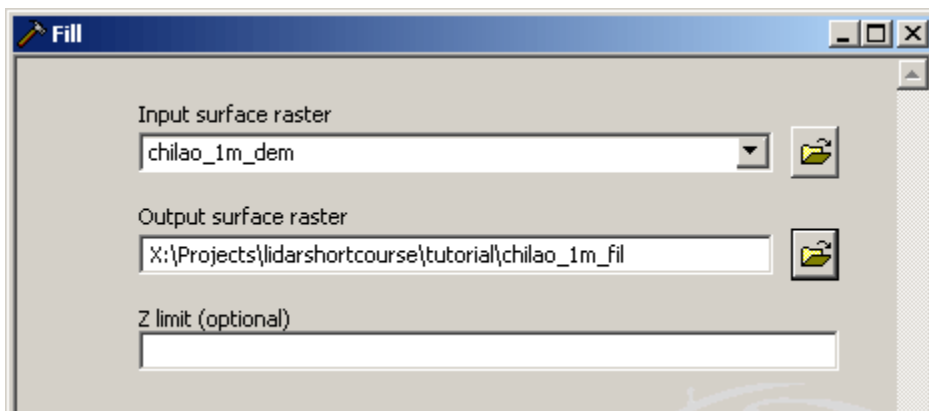 Fill
Input surface raster
chilao_1m_dem
Output surface raster
X:\Projects\lidarshortcourse\tutorial\chilao_1m_fil
Z limit (optional)